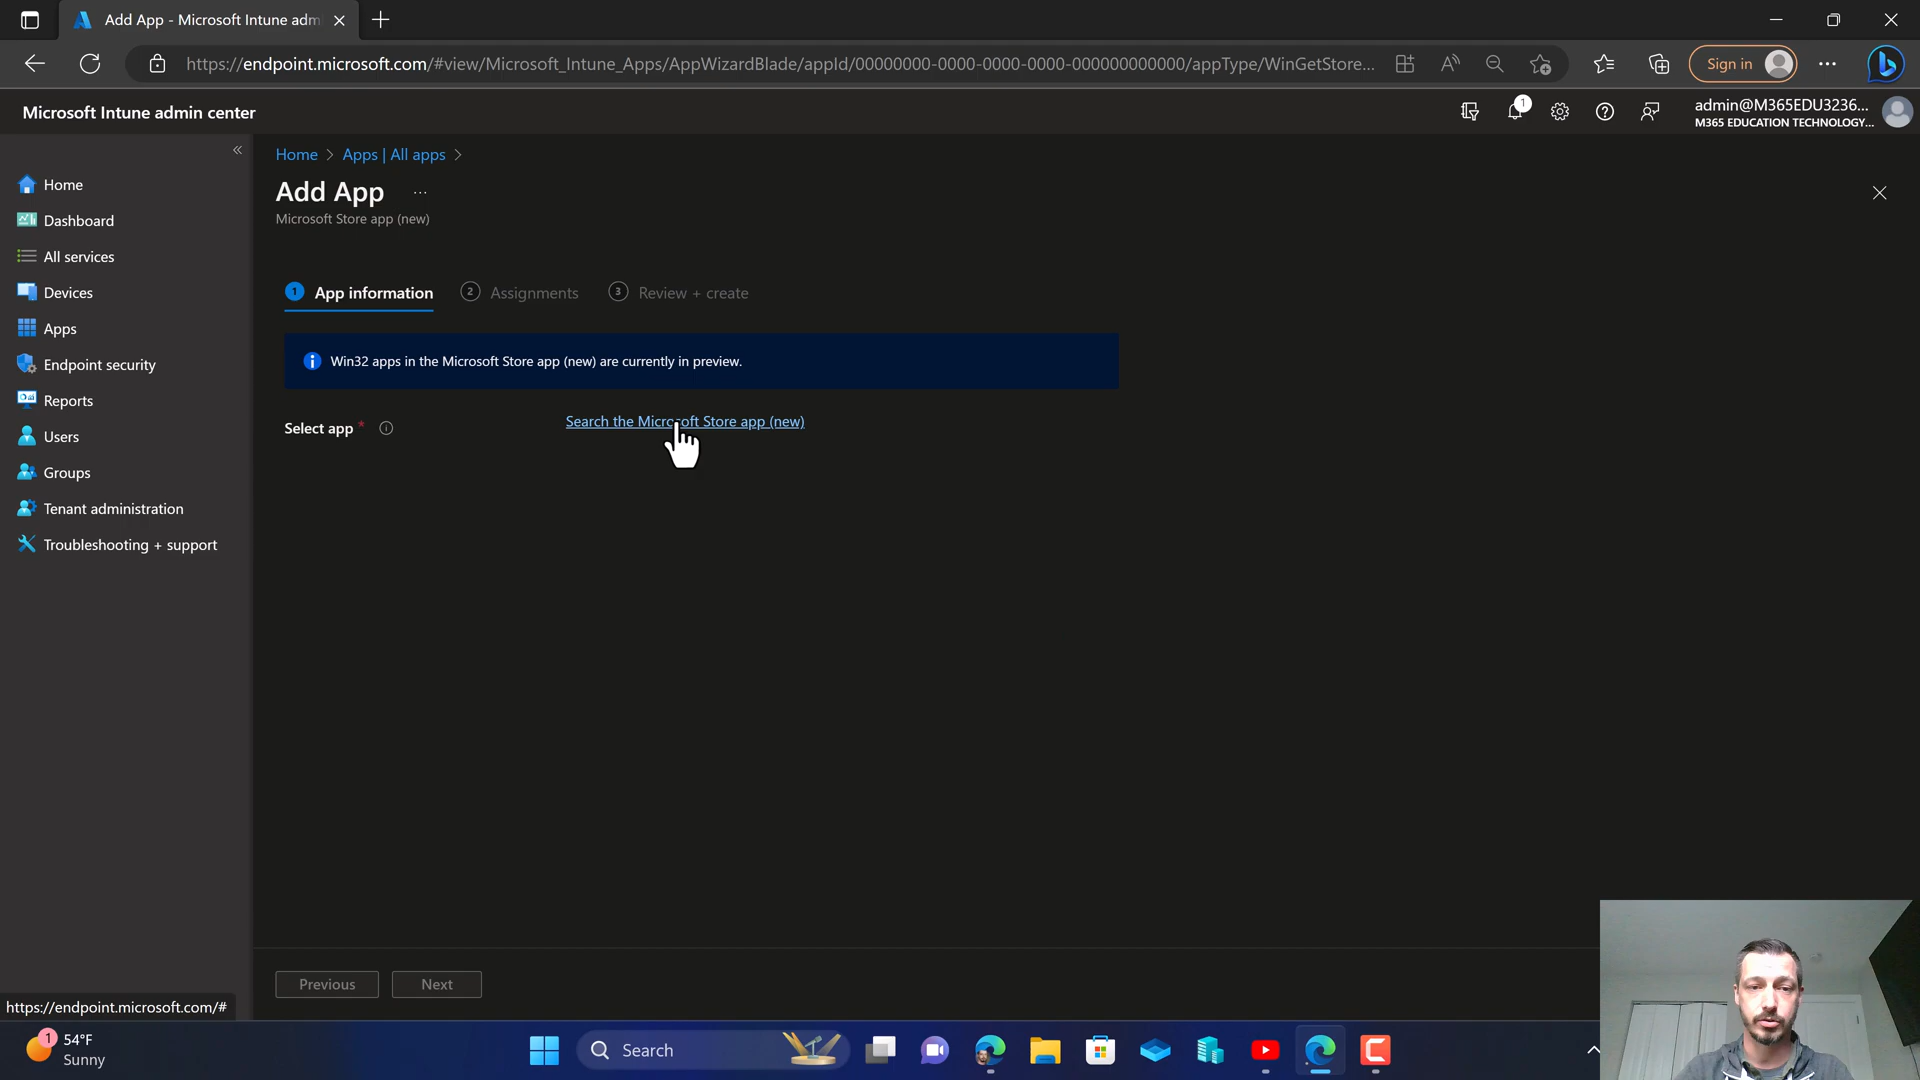 Add App - Microsoft Intune adm
https://endpoint.microsoft.com/#view/Microsoft_Intune_Apps/AppWizardBlade/appId/00000000-0000-0000-0000-000000000000/appType/WinGetStore...
Sign in
Microsoft Intune admin center
1
admin@M365EDU3236...
M365 EDUCATION TECHNOLOGY...
Home > Apps | All apps >
Add App ...
Microsoft Store app (new)
Home
Dashboard
All services
Devices
Apps
Endpoint security
Reports
Users
Groups
Tenant administration
Troubleshooting + support
1 App information 2 Assignments 3 Review + create
Win32 apps in the Microsoft Store app (new) are currently in preview.
Select app *
Search the Microsoft Store app (new)
Previous Next
https://endpoint.microsoft.com/#
1
54°F
Sunny
Search